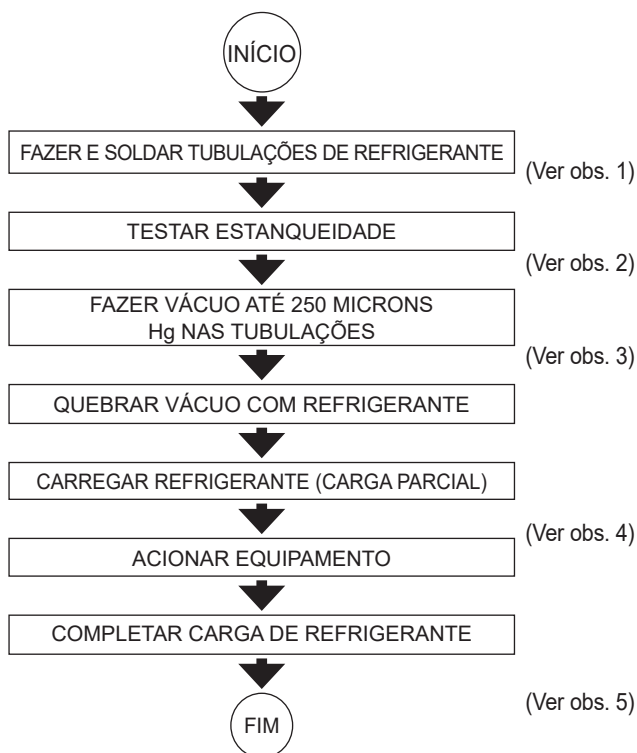 INÍCIO
FAZER E SOLDAR TUBULAÇÕES DE REFRIGERANTE
(Ver obs. 1)
TESTAR ESTANQUEIDADE
(Ver obs. 2)
FAZER VÁCUO ATÉ 250 MICRONS
Hg NAS TUBULAÇÕES
(Ver obs. 3)
QUEBRAR VÁCUO COM REFRIGERANTE
CARREGAR REFRIGERANTE (CARGA PARCIAL)
(Ver obs. 4)
ACIONAR EQUIPAMENTO
COMPLETAR CARGA DE REFRIGERANTE
(Ver obs. 5)
FIM